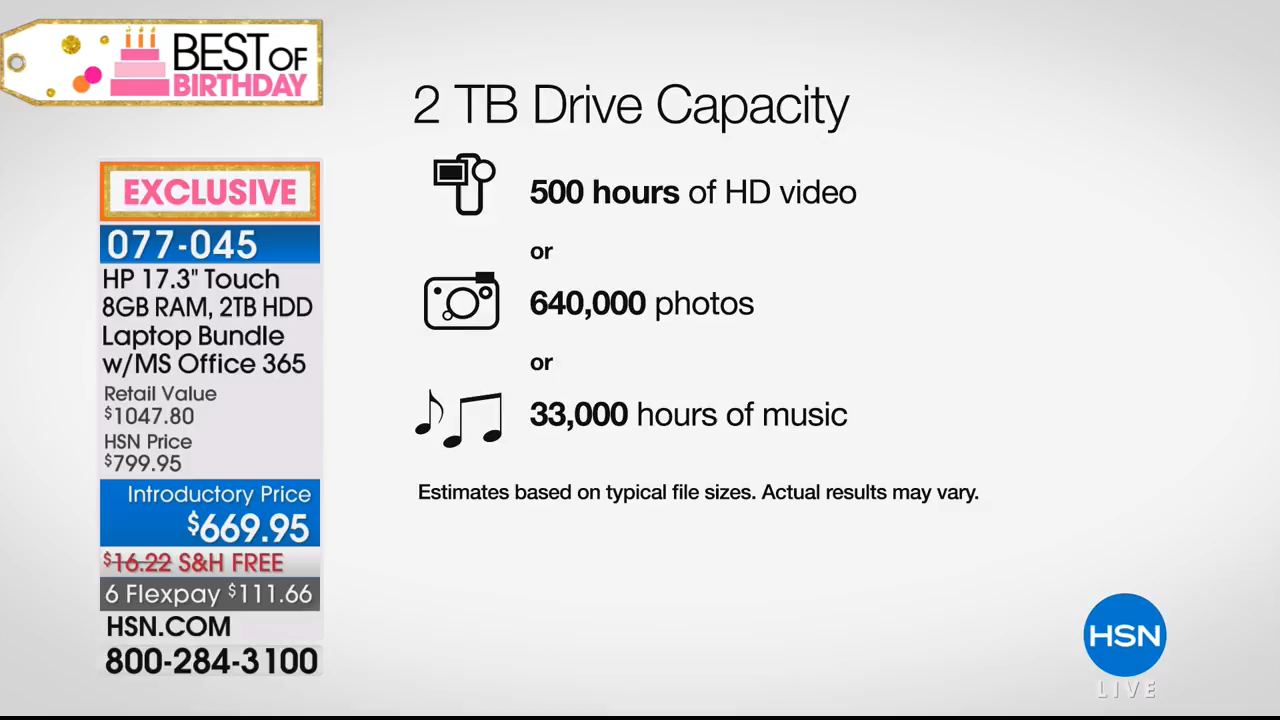 BEST OF
BIRTHDAY
EXCLUSIVE
077-045
HP 17.3" Touch
8GB RAM, 2TB HDD
Laptop Bundle
w/MS Office 365
Retail Value
$1047.80
HSN Price
$799.95
Introductory Price
$669.95
$16.22 S&H FREE
6 Flexpay $111.66
HSN.COM
800-284-3100
2 TB Drive Capacity
500 hours of HD video
or
640,000 photos
or
33,000 hours of music
Estimates based on typical file sizes. Actual results may vary.
HSN
LIVE